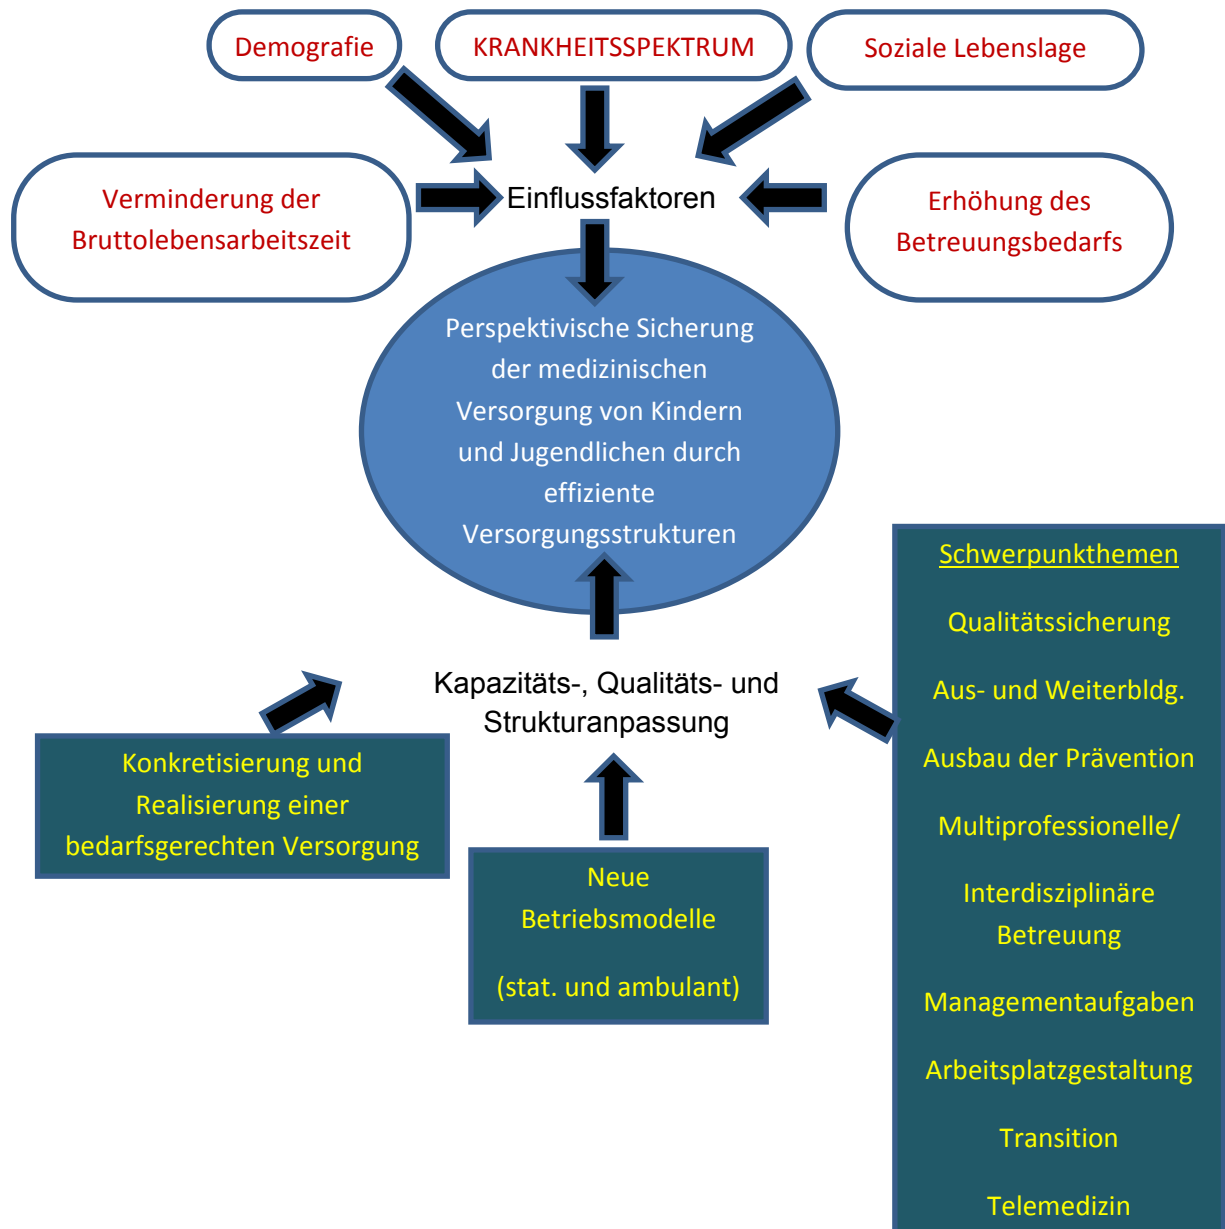 Demografie
KRANKHEITSSPEKTRUM
Soziale Lebenslage
Verminderung der
Bruttolebensarbeitszeit
Einflussfaktoren
Erhöhung des
Betreuungsbedarfs
Perspektivische Sicherung
der medizinischen
Versorgung von Kindern
und Jugendlichen durch
effiziente
Versorgungsstrukturen
Kapazitäts-, Qualitäts- und
Strukturanpassung
Konkretisierung und
Realisierung einer
bedarfsgerechten Versorgung
Neue
Betriebsmodelle
(stat. und ambulant)
Schwerpunkthemen
Qualitätssicherung
Aus- und Weiterbldg.
Ausbau der Prävention
Multiprofessionelle/
Interdisziplinäre
Betreuung
Managementaufgaben
Arbeitsplatzgestaltung
Transition
Telemedizin